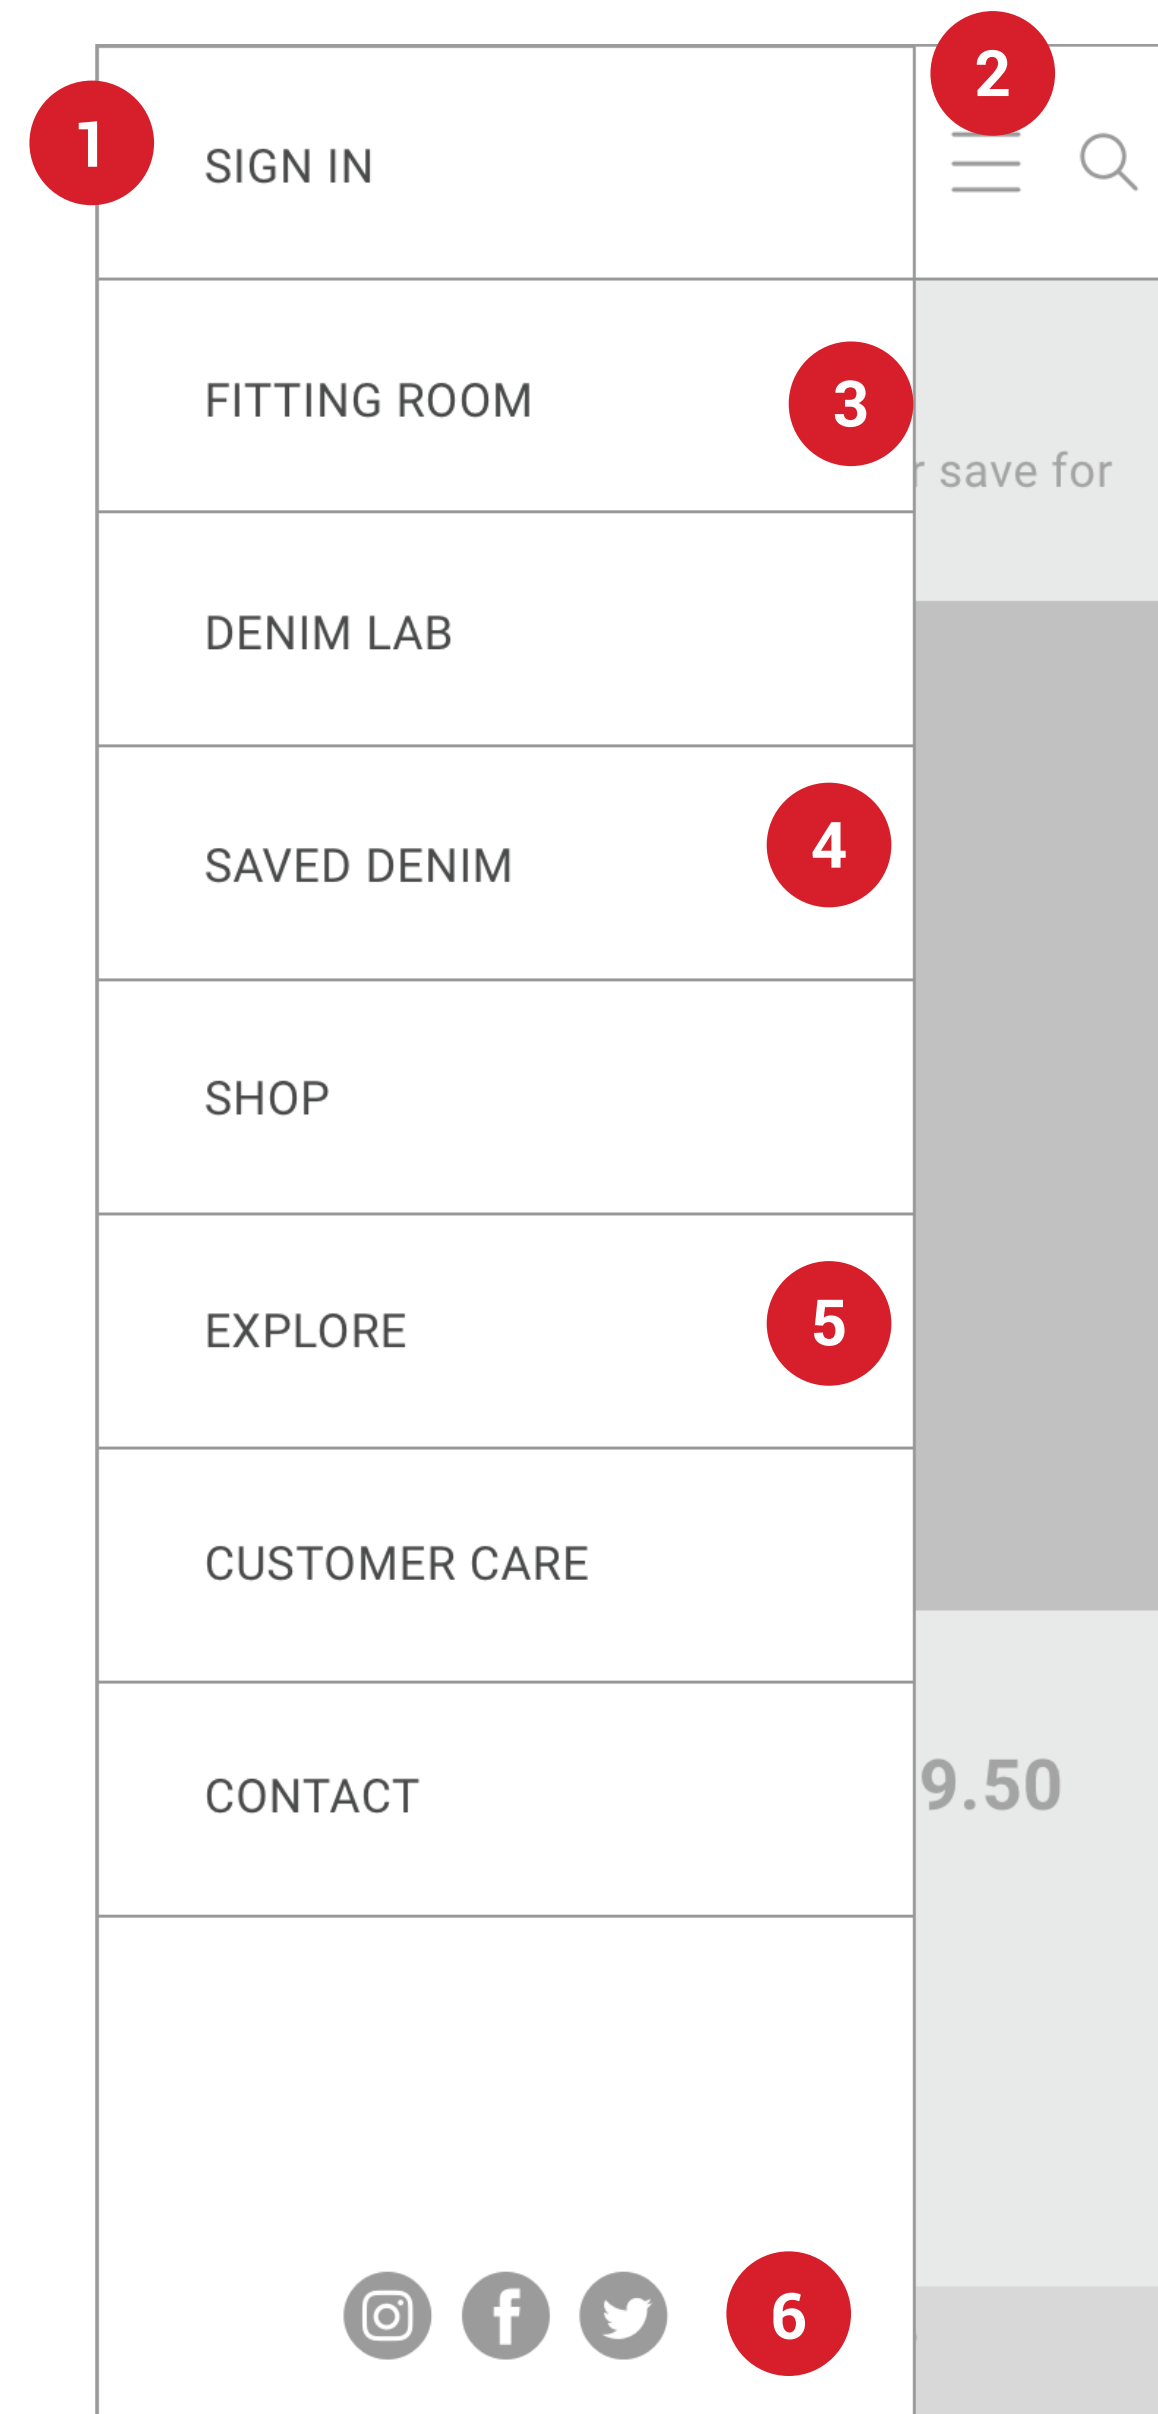 2
1
SIGN IN
FITTING ROOM
3
save for
DENIM LAB
SAVED DENIM
4
SHOP
EXPLORE
5
CUSTOMER CARE
CONTACT
9.50
6